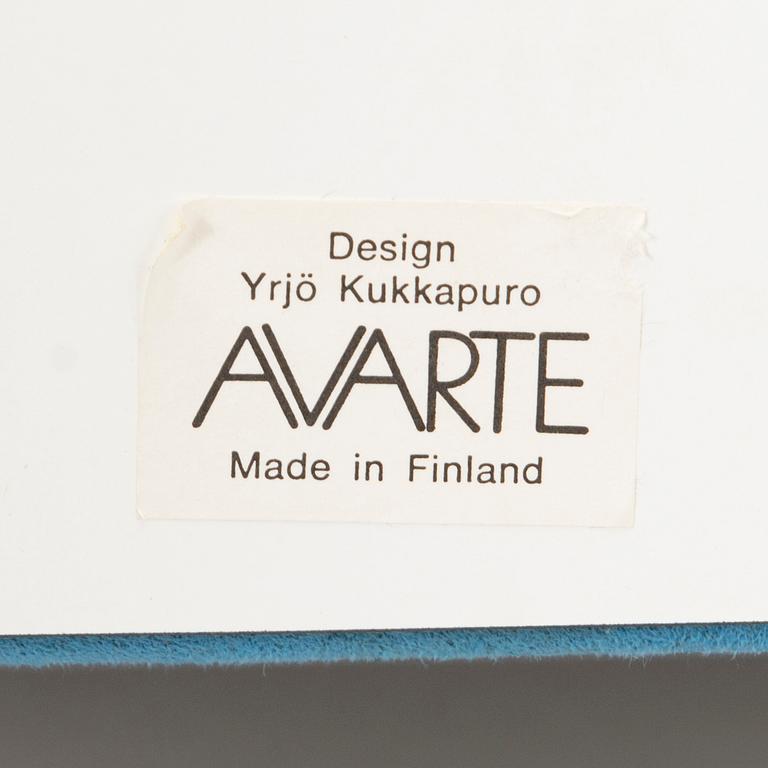 Design
Yrjö Kukkapuro
AVARTE
Made in Finland